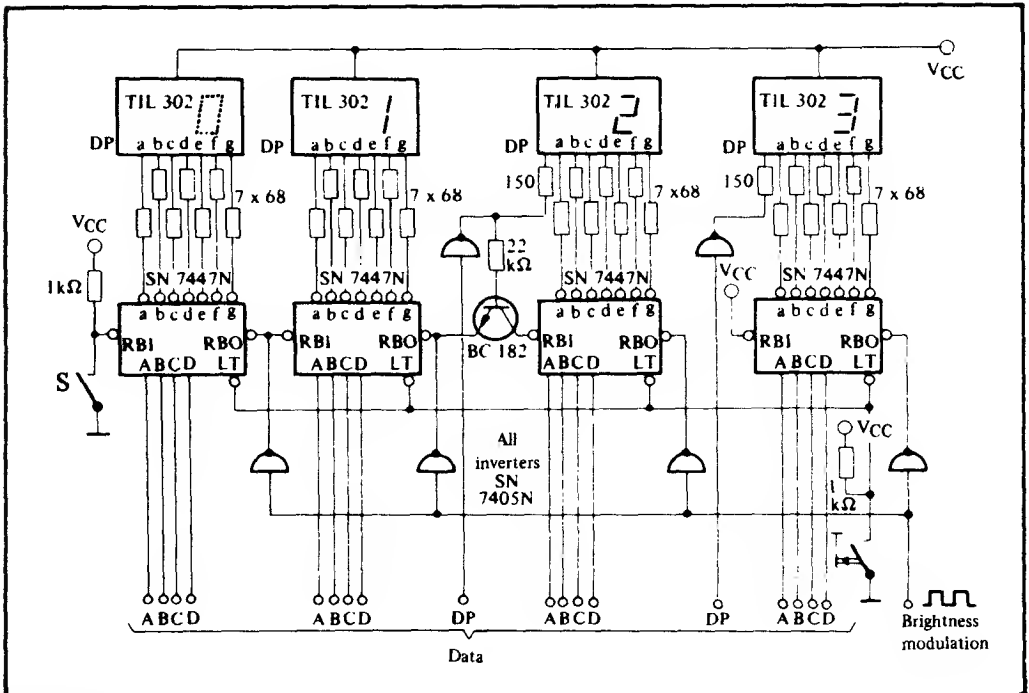 VCC
TIL 302 TIL 302 TIL 302 TIL 302
DP a b c d e f g DP a b c d e f g DP a b c d e f g DP a b c d e f g
150 150
7 x 68 7 x 68 7 x 68 7 x 68
VCC
1kΩ
22 kΩ
VCC
SN 7447N SN 7447N SN 7447N SN 7447N
a b c d e f g a b c d e f g a b c d e f g a b c d e f g
RBI RBO RBI RBO BC 182 RBI RBO RBI RBO
A B C D LT A B C D LT A B C D LT A B C D LT
S
VCC
All
inverters
SN
7405N
1 kΩ
A B C D A B C D DP A B C D DP A B C D
Brightness
modulation
Data